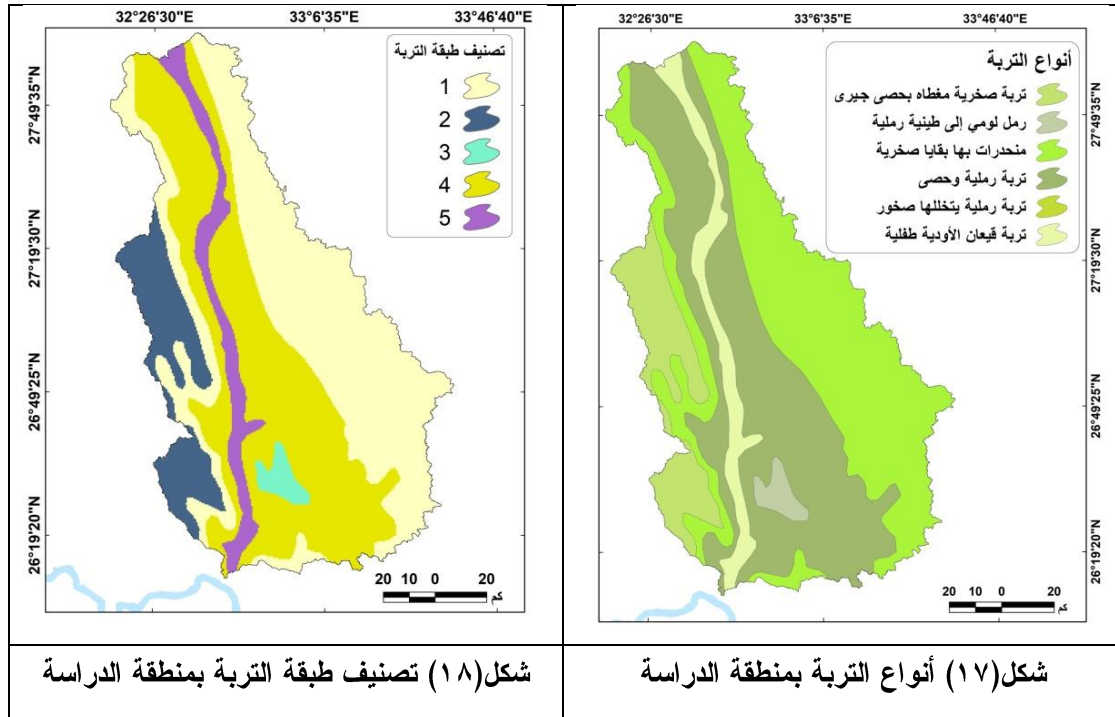 32°26'30"E 33°6'35"E 33°46'40"E
27°49'35"N
27°19'30"N
26°49'25"N
26°19'20"N
أنواع التربة
تربة صخرية مغطاه بحصى جيرى
رمل لومي إلى طينية رملية
منحدرات بها بقايا صخرية
تربة رملية وحصى
تربة رملية يتخللها صخور
تربة قيعان الأودية طفلية
20 10 0 20
كم
شكل(١٧) أنواع التربة بمنطقة الدراسة
32°26'30"E 33°6'35"E 33°46'40"E
27°49'35"N
27°19'30"N
26°49'25"N
26°19'20"N
تصنيف طبقة التربة
1
2
3
4
5
20 10 0 20
كم
شكل(١٨) تصنيف طبقة التربة بمنطقة الدراسة